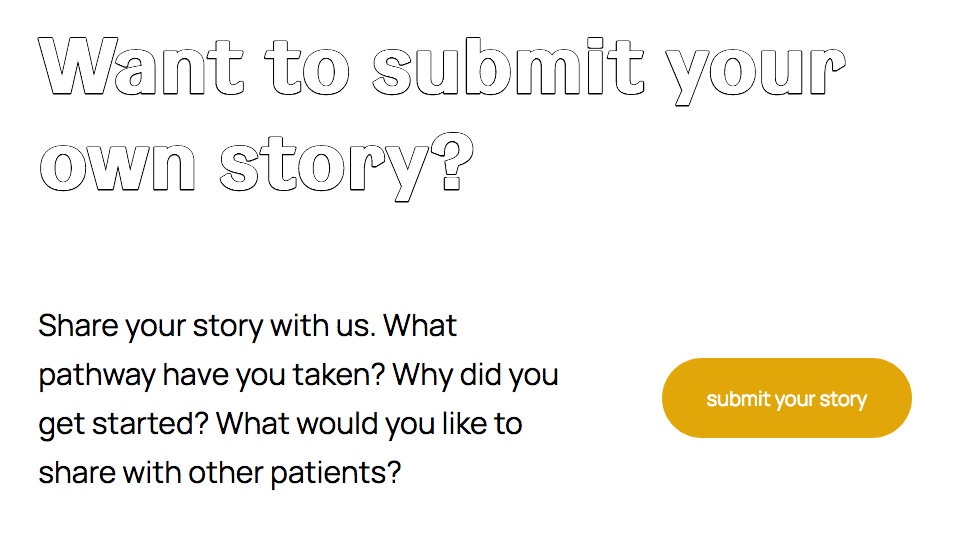 Want to submit your
own story?
Share your story with us. What
pathway have you taken? Why did you
get started? What would you like to
share with other patients?
submit your story